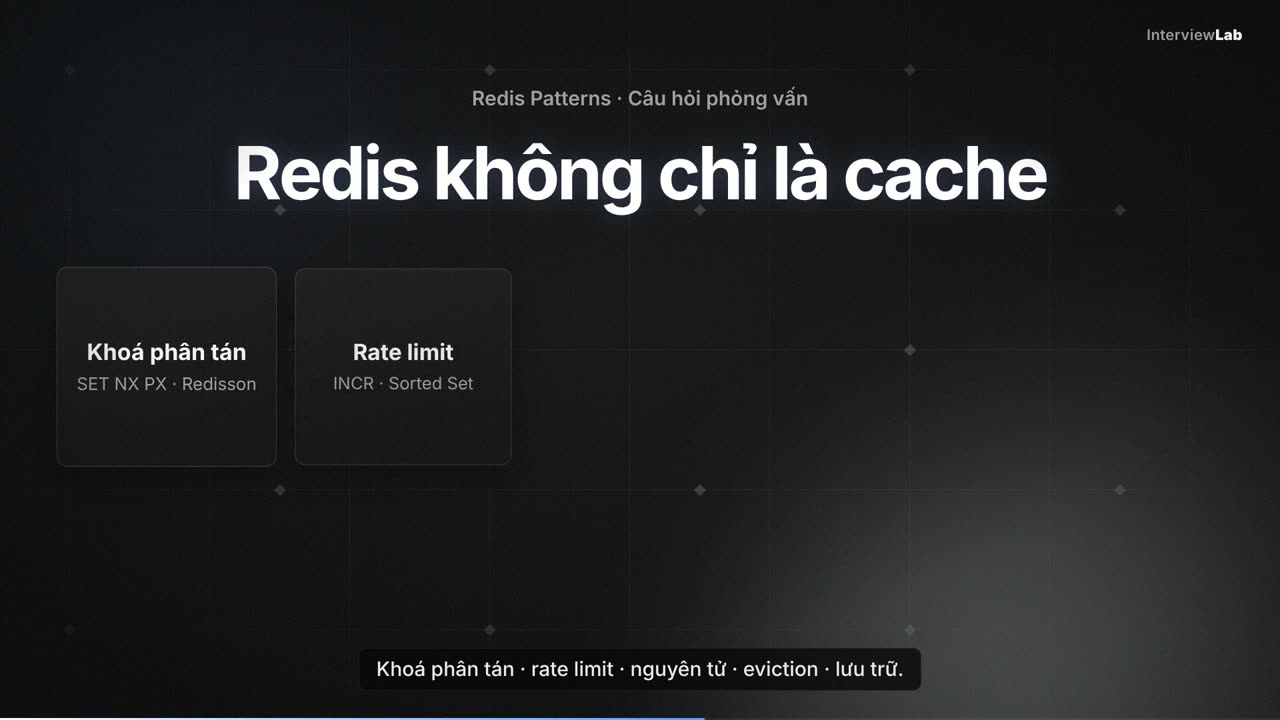 InterviewLab
Redis Patterns · Câu hỏi phỏng vấn
Redis không chỉ là cache
Khoá phân tán
SET NX PX · Redisson
Rate limit
INCR · Sorted Set
Khoá phân tán · rate limit · nguyên tử · eviction · lưu trữ.